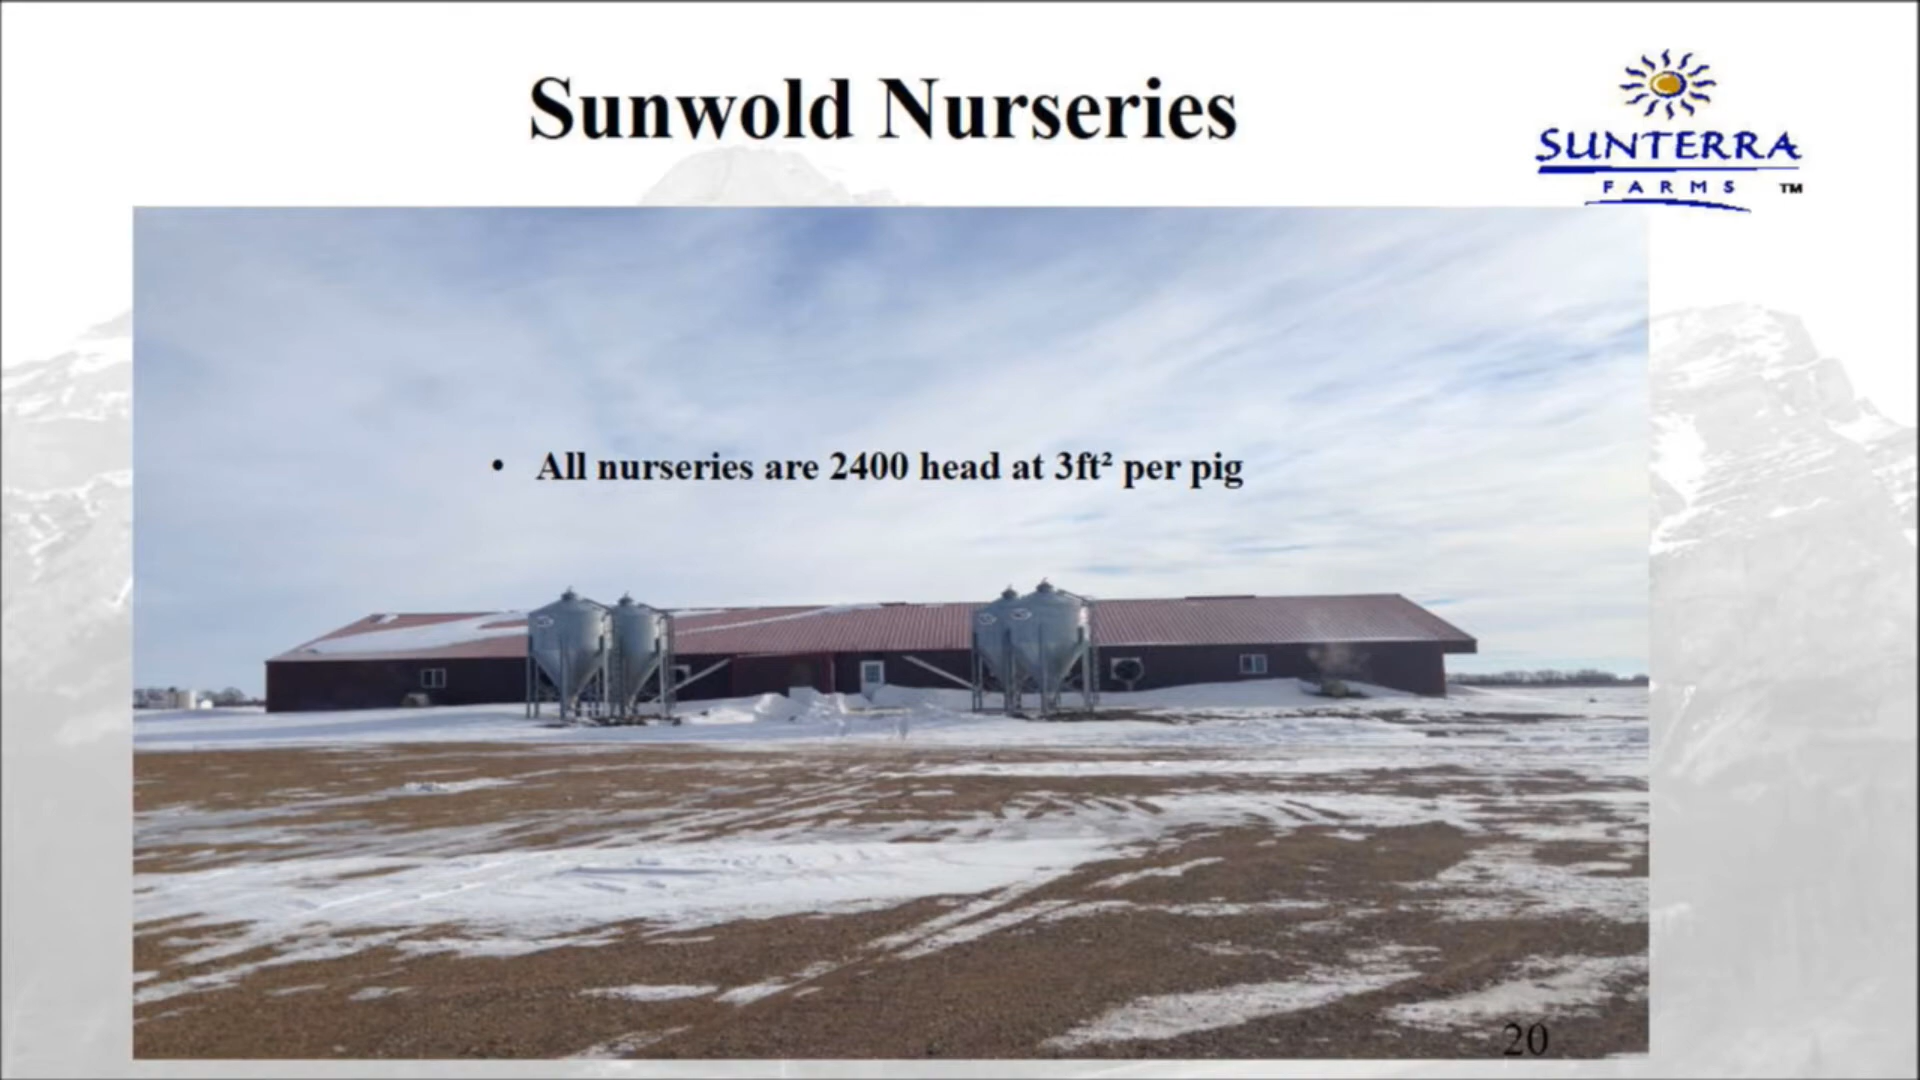 Sunwold Nurseries
SUNTERRA
FARMS TM
• All nurseries are 2400 head at 3ft² per pig
20